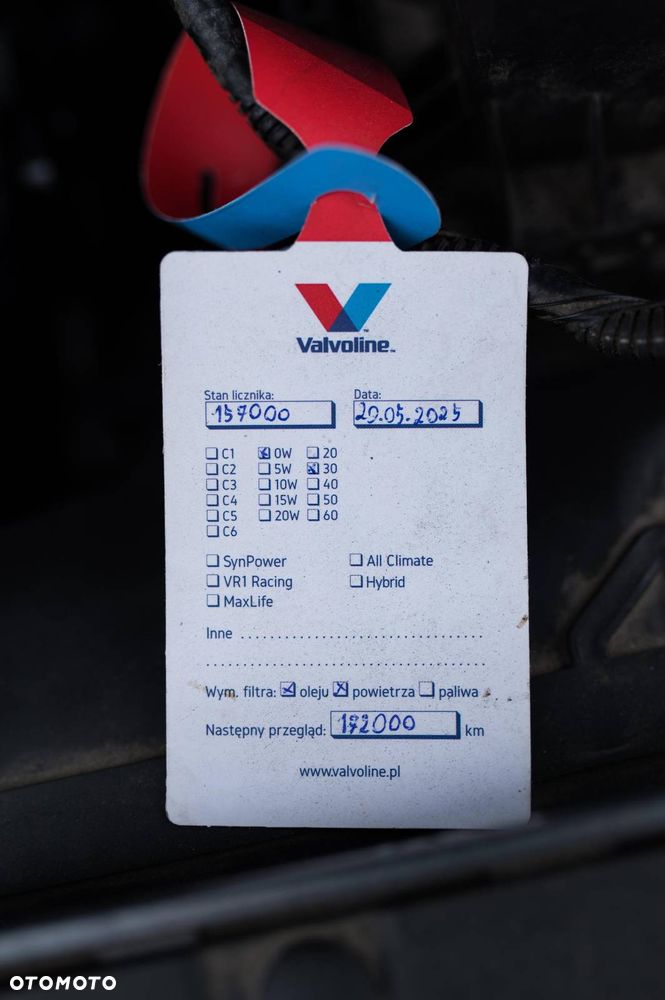 Valvoline™
Stan licznika: Data:
157000 20.05.2025
C1 0W 20
C2 5W 30
C3 10W 40
C4 15W 50
C5 20W 60
C6
SynPower All Climate
VR1 Racing Hybrid
MaxLife
Inne
Wym. filtra: oleju powietrza paliwa
Następny przegląd: 172000 km
www.valvoline.pl
OTOMOTO